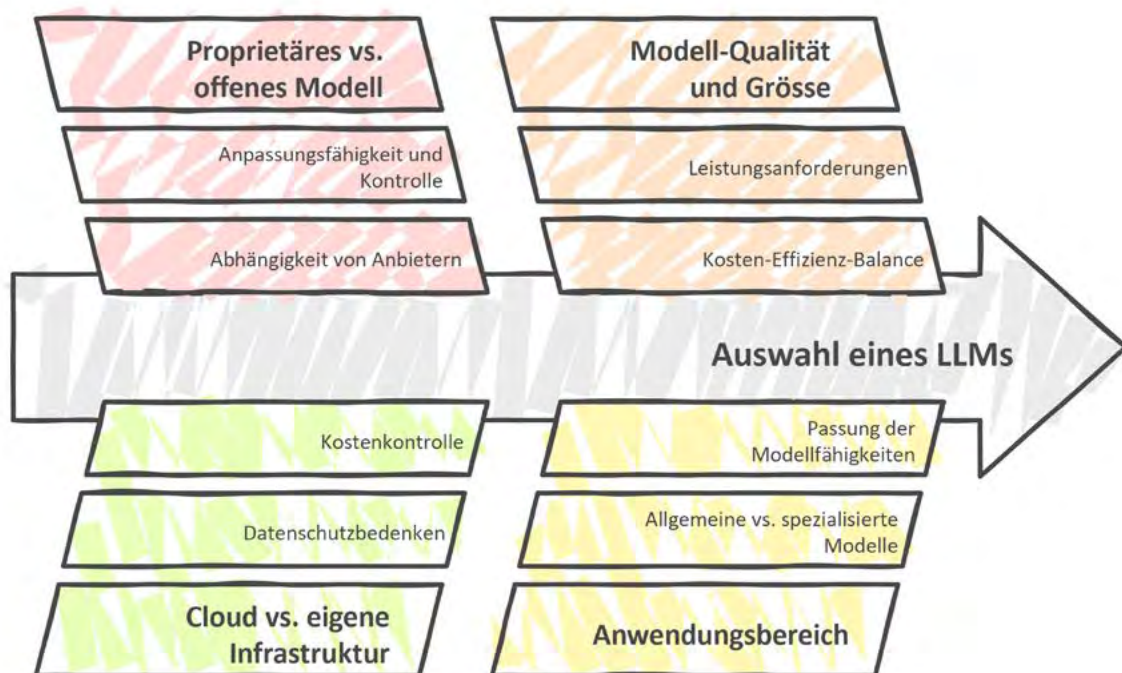 Proprietäres vs.
offenes Modell
Anpassungsfähigkeit und
Kontrolle
Abhängigkeit von Anbietern
Modell-Qualität
und Grösse
Leistungsanforderungen
Kosten-Effizienz-Balance
Auswahl eines LLMs
Kostenkontrolle
Datenschutzbedenken
Cloud vs. eigene
Infrastruktur
Passung der
Modellfähigkeiten
Allgemeine vs. spezialisierte
Modelle
Anwendungsbereich